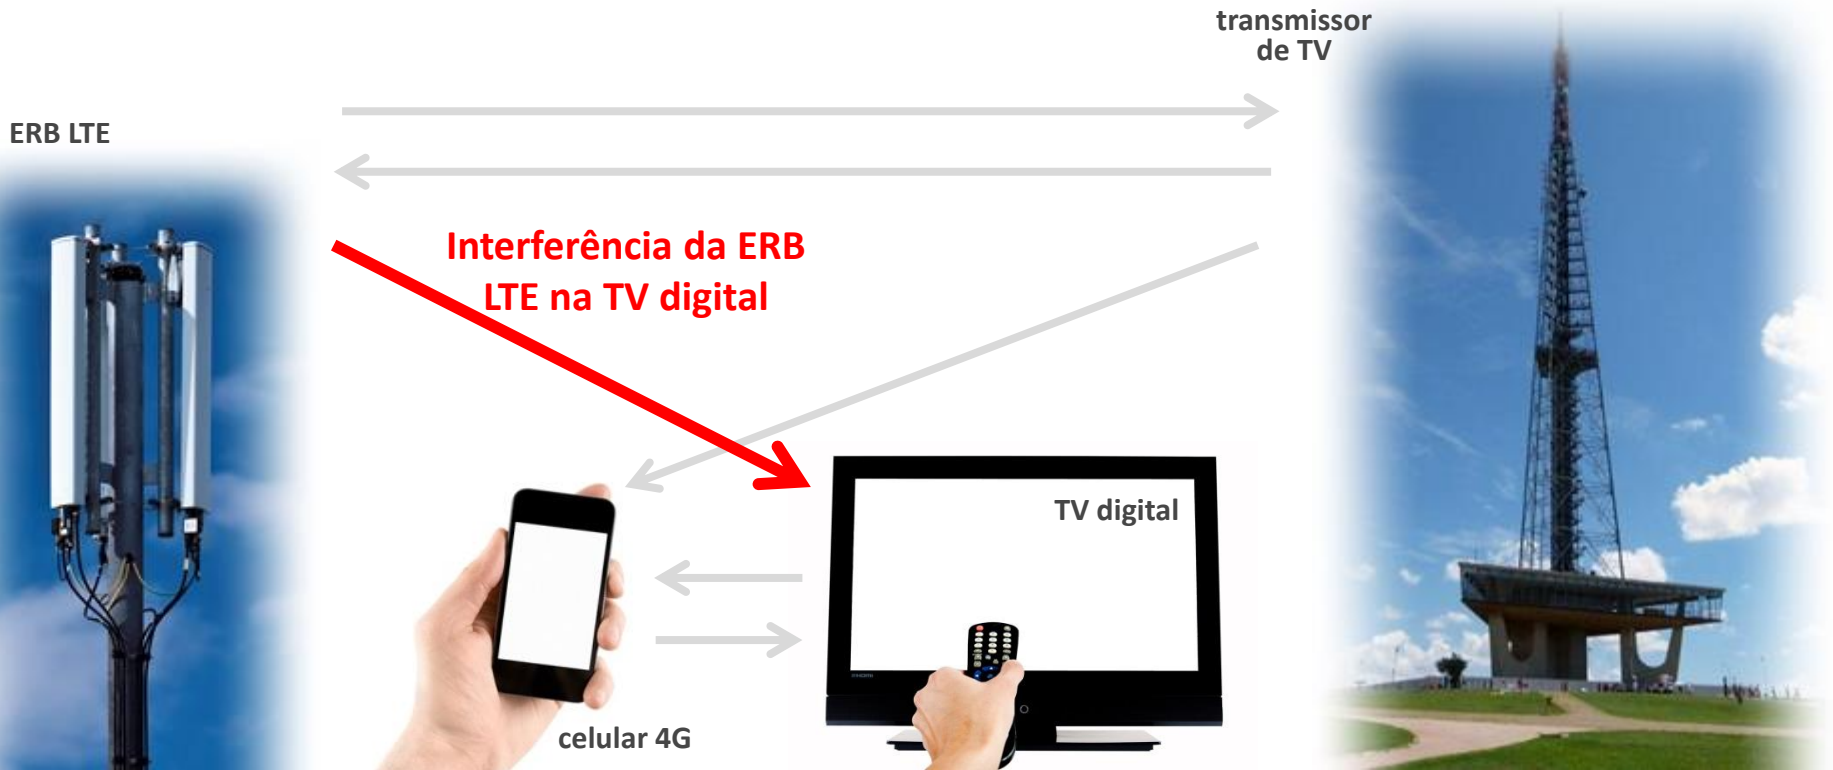 transmissor
de TV
ERB LTE
Interferência da ERB
LTE na TV digital
TV digital
celular 4G